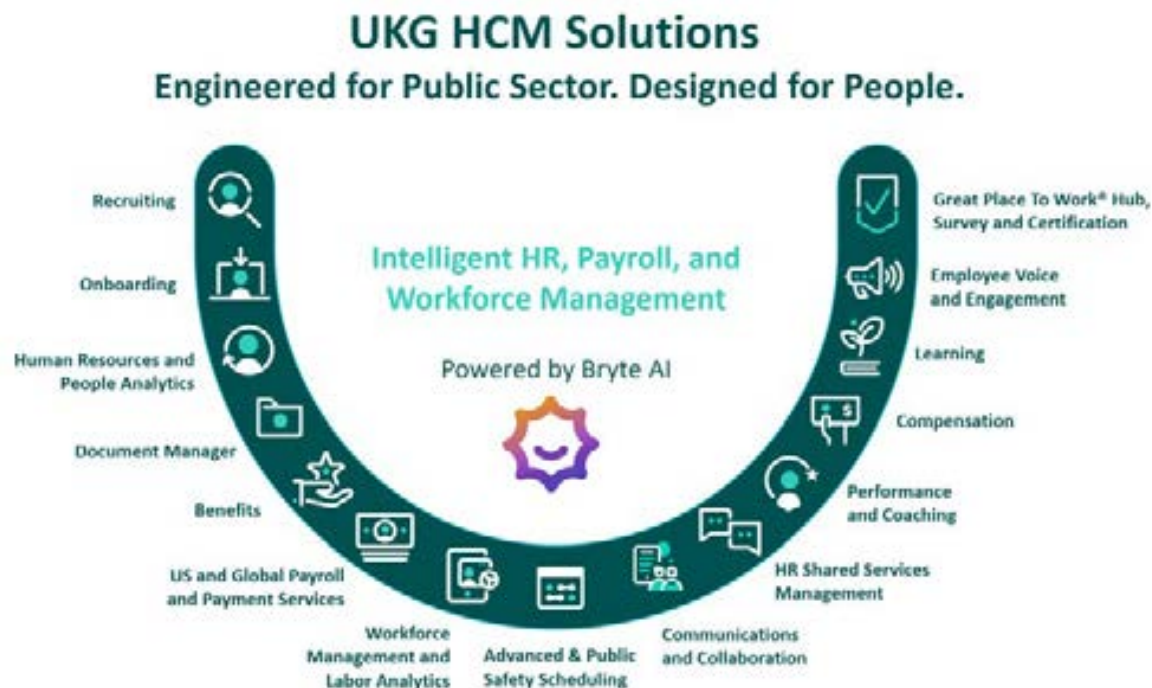 UKG HCM Solutions
Engineered for Public Sector. Designed for People.
Recruiting
Onboarding
Human Resources and
People Analytics
Document Manager
Benefits
US and Global Payroll
and Payment Services
Workforce
Management and
Labor Analytics
Advanced & Public
Safety Scheduling
Communications
and Collaboration
HR Shared Services
Management
Performance
and Coaching
Compensation
Learning
Employee Voice
and Engagement
Great Place To Work® Hub,
Survey and Certification
Intelligent HR, Payroll, and
Workforce Management
Powered by Bryte AI